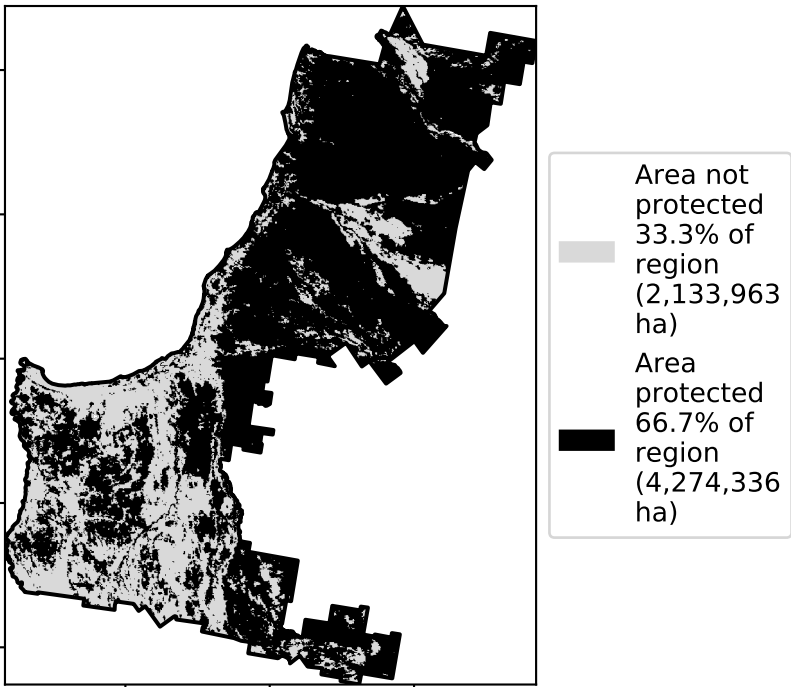 Area not
protected
33.3% of
region
(2,133,963
ha)
Area
protected
66.7% of
region
(4,274,336
ha)